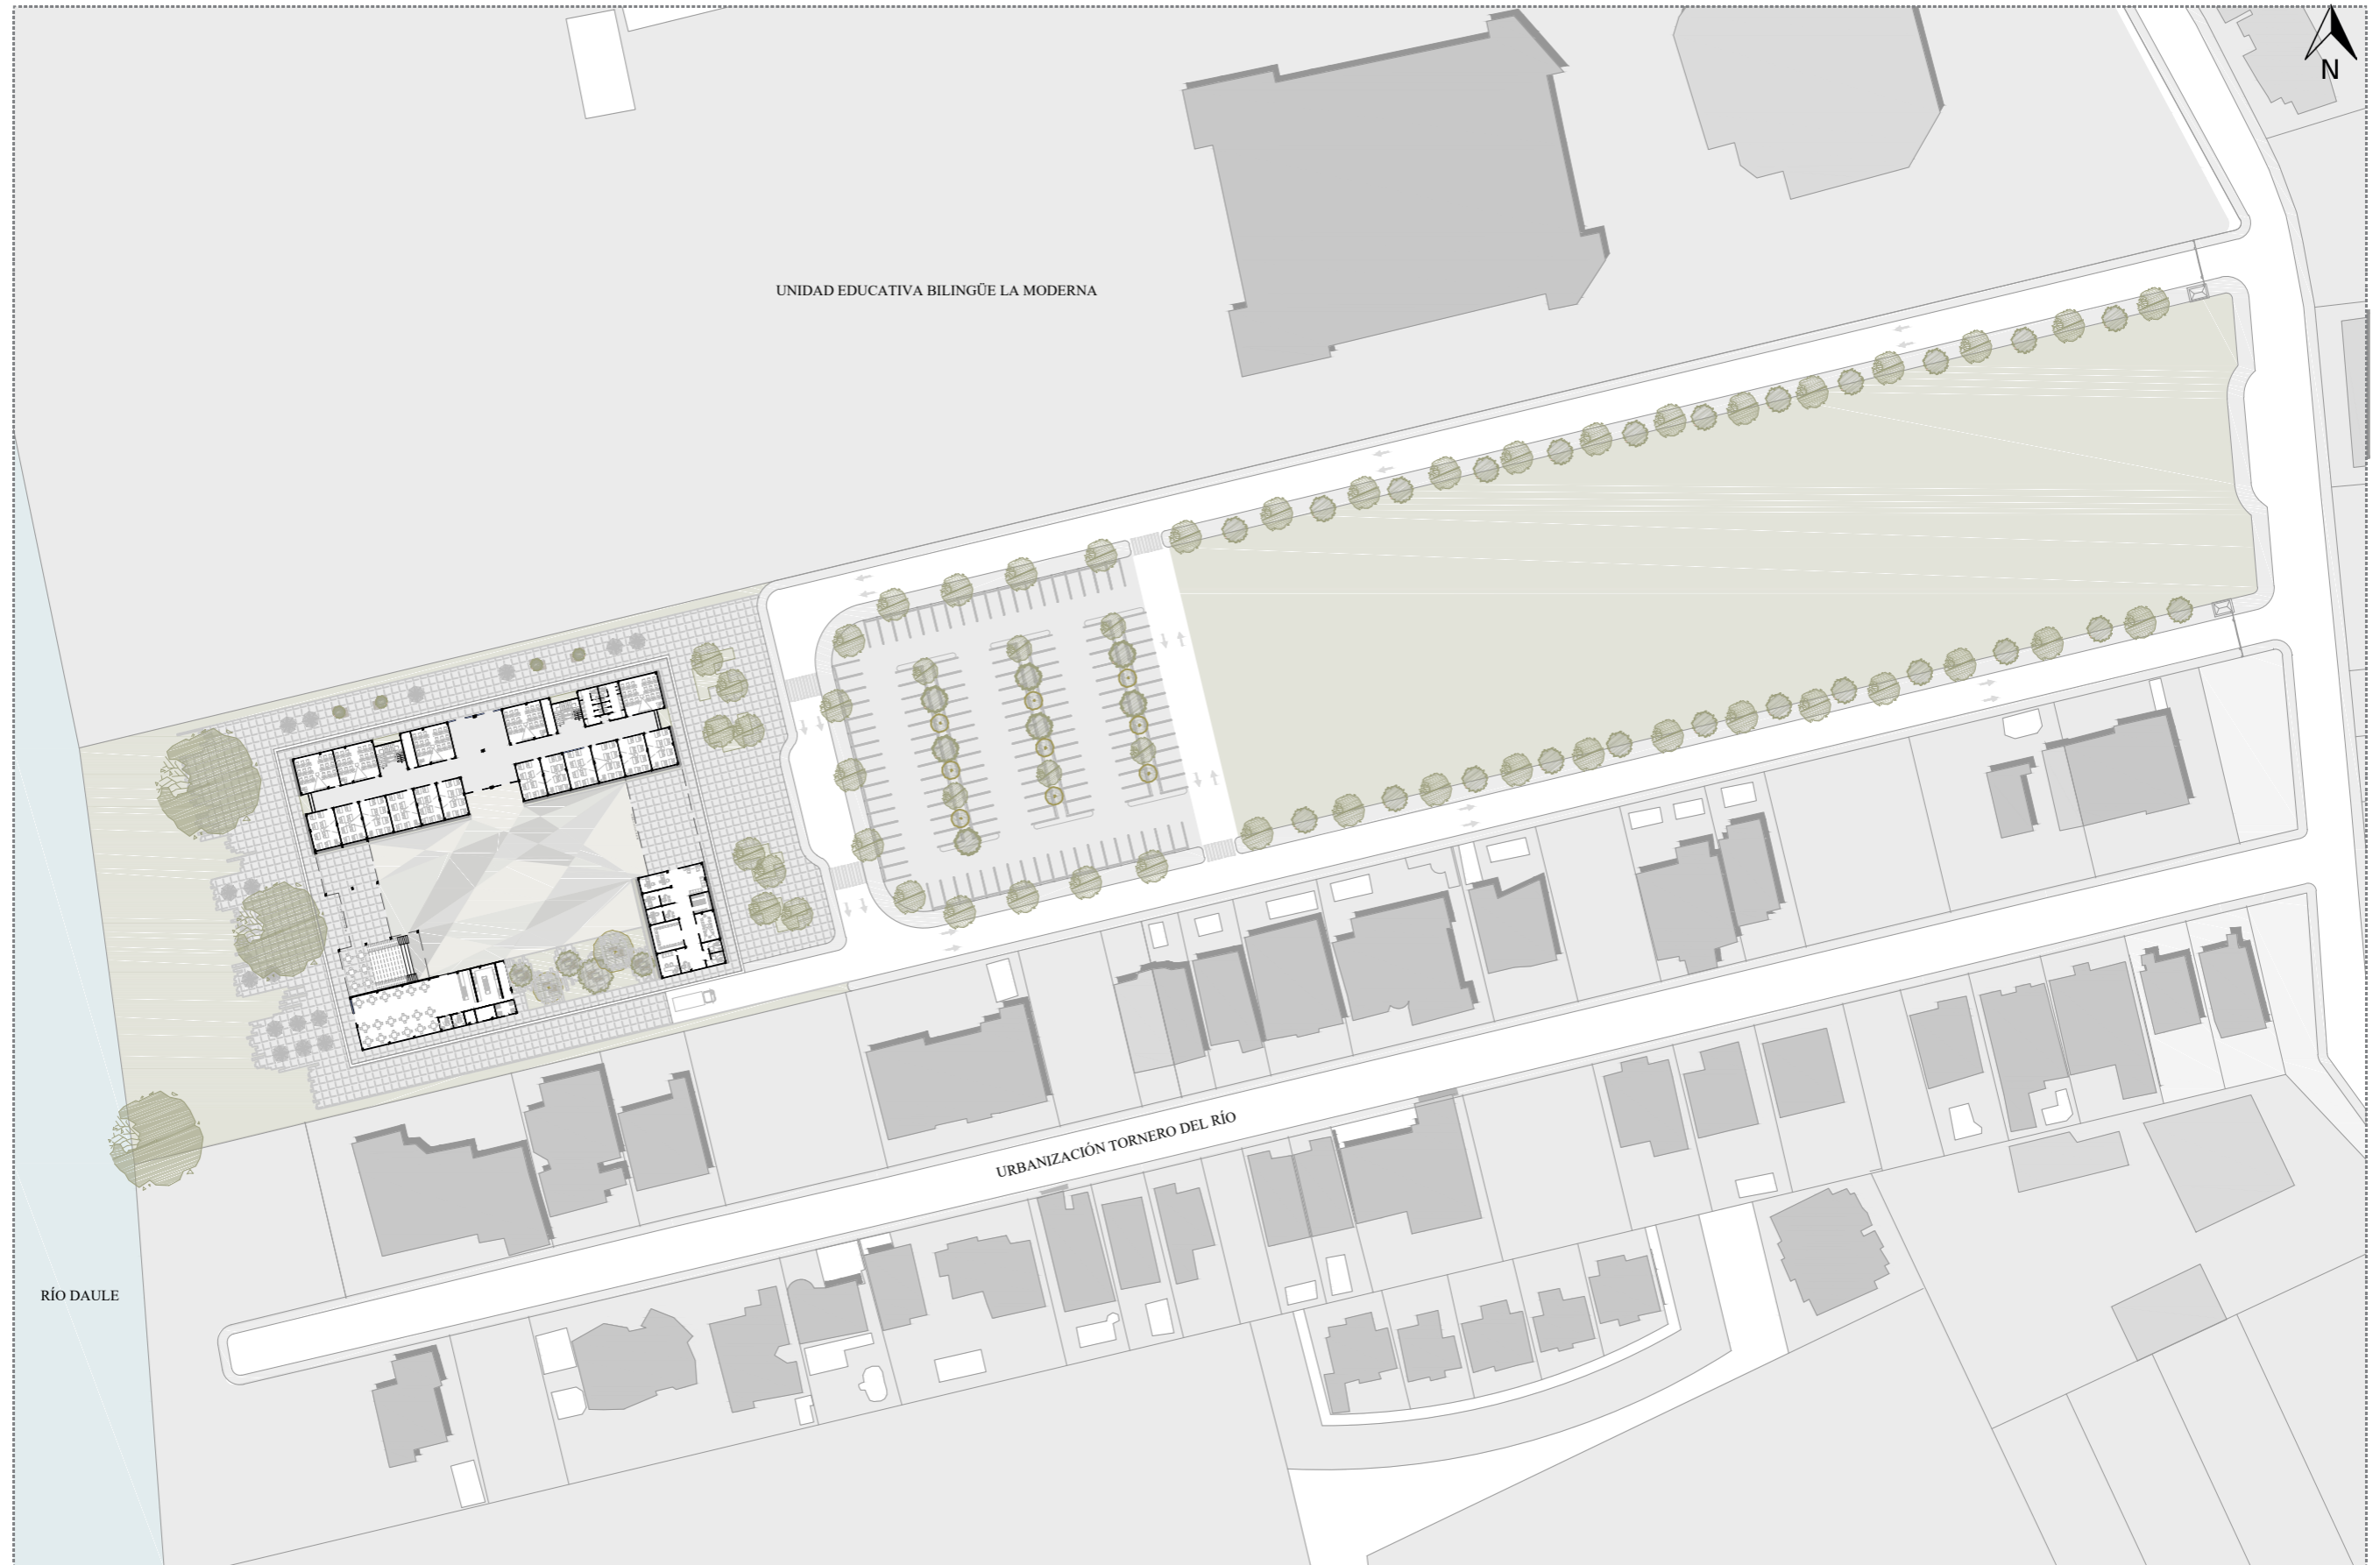 N
UNIDAD EDUCATIVA BILINGÜE LA MODERNA
URBANIZACIÓN TORNERO DEL RÍO
RÍO DAULE